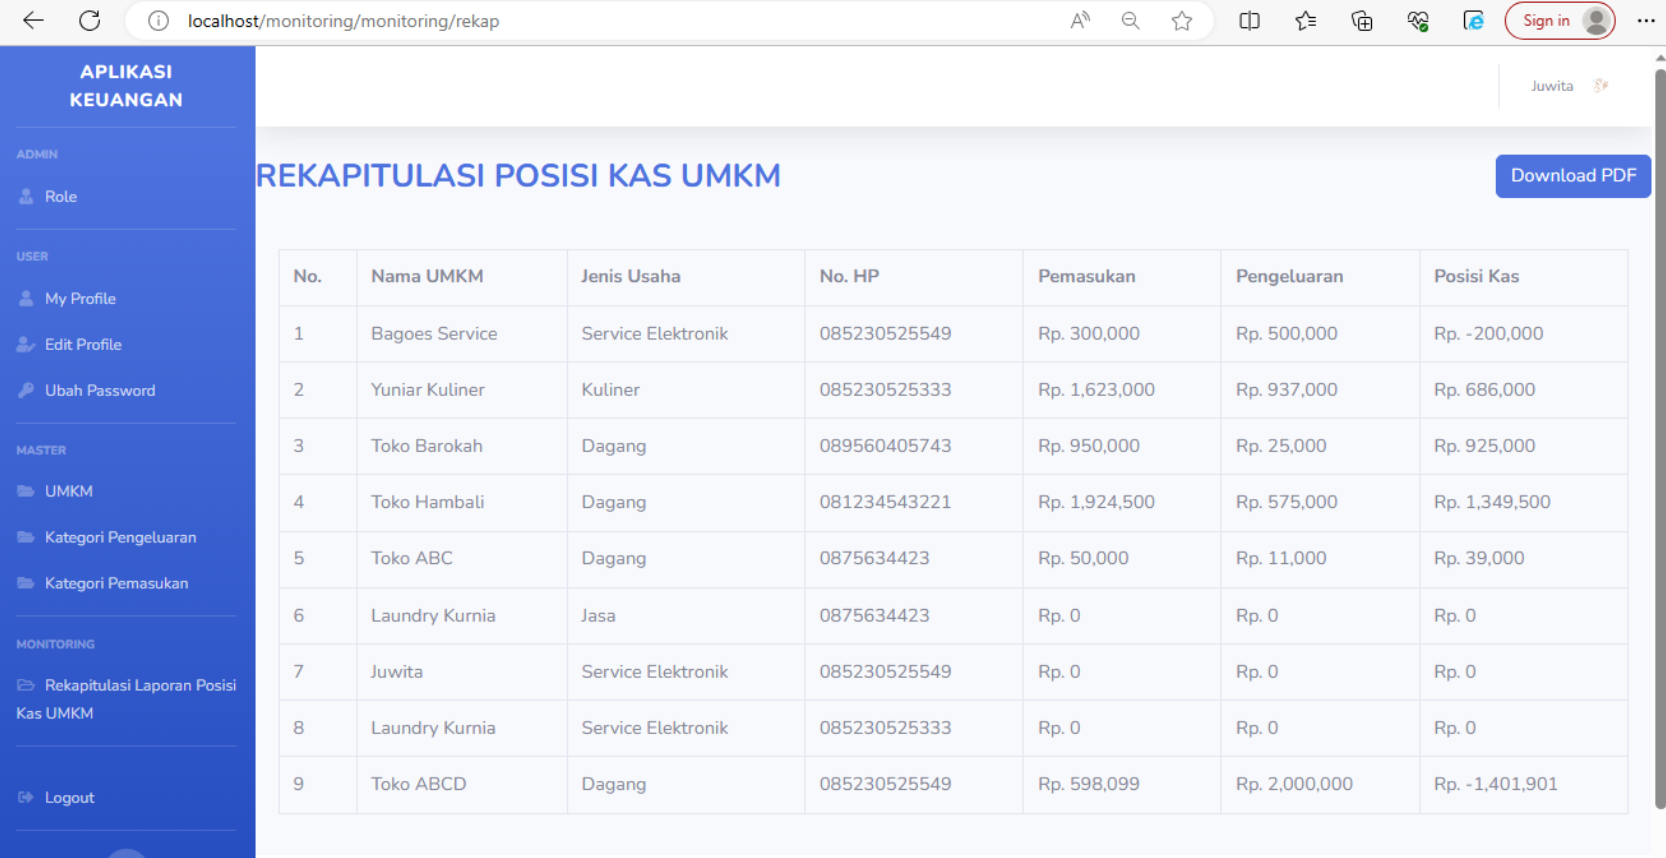 localhost/monitoring/monitoring/rekap
Sign in
APLIKASI
KEUANGAN
Juwita
ADMIN
Role
USER
My Profile
Edit Profile
Ubah Password
MASTER
UMKM
Kategori Pengeluaran
Kategori Pemasukan
MONITORING
Rekapitulasi Laporan Posisi
Kas UMKM
Logout
REKAPITULASI POSISI KAS UMKM
Download PDF
No. Nama UMKM Jenis Usaha No. HP Pemasukan Pengeluaran Posisi Kas
1 Bagoes Service Service Elektronik 085230525549 Rp. 300,000 Rp. 500,000 Rp. -200,000
2 Yuniar Kuliner Kuliner 085230525333 Rp. 1,623,000 Rp. 937,000 Rp. 686,000
3 Toko Barokah Dagang 089560405743 Rp. 950,000 Rp. 25,000 Rp. 925,000
4 Toko Hambali Dagang 081234543221 Rp. 1,924,500 Rp. 575,000 Rp. 1,349,500
5 Toko ABC Dagang 0875634423 Rp. 50,000 Rp. 11,000 Rp. 39,000
6 Laundry Kurnia Jasa 0875634423 Rp. 0 Rp. 0 Rp. 0
7 Juwita Service Elektronik 085230525549 Rp. 0 Rp. 0 Rp. 0
8 Laundry Kurnia Service Elektronik 085230525333 Rp. 0 Rp. 0 Rp. 0
9 Toko ABCD Dagang 085230525549 Rp. 598,099 Rp. 2,000,000 Rp. -1,401,901